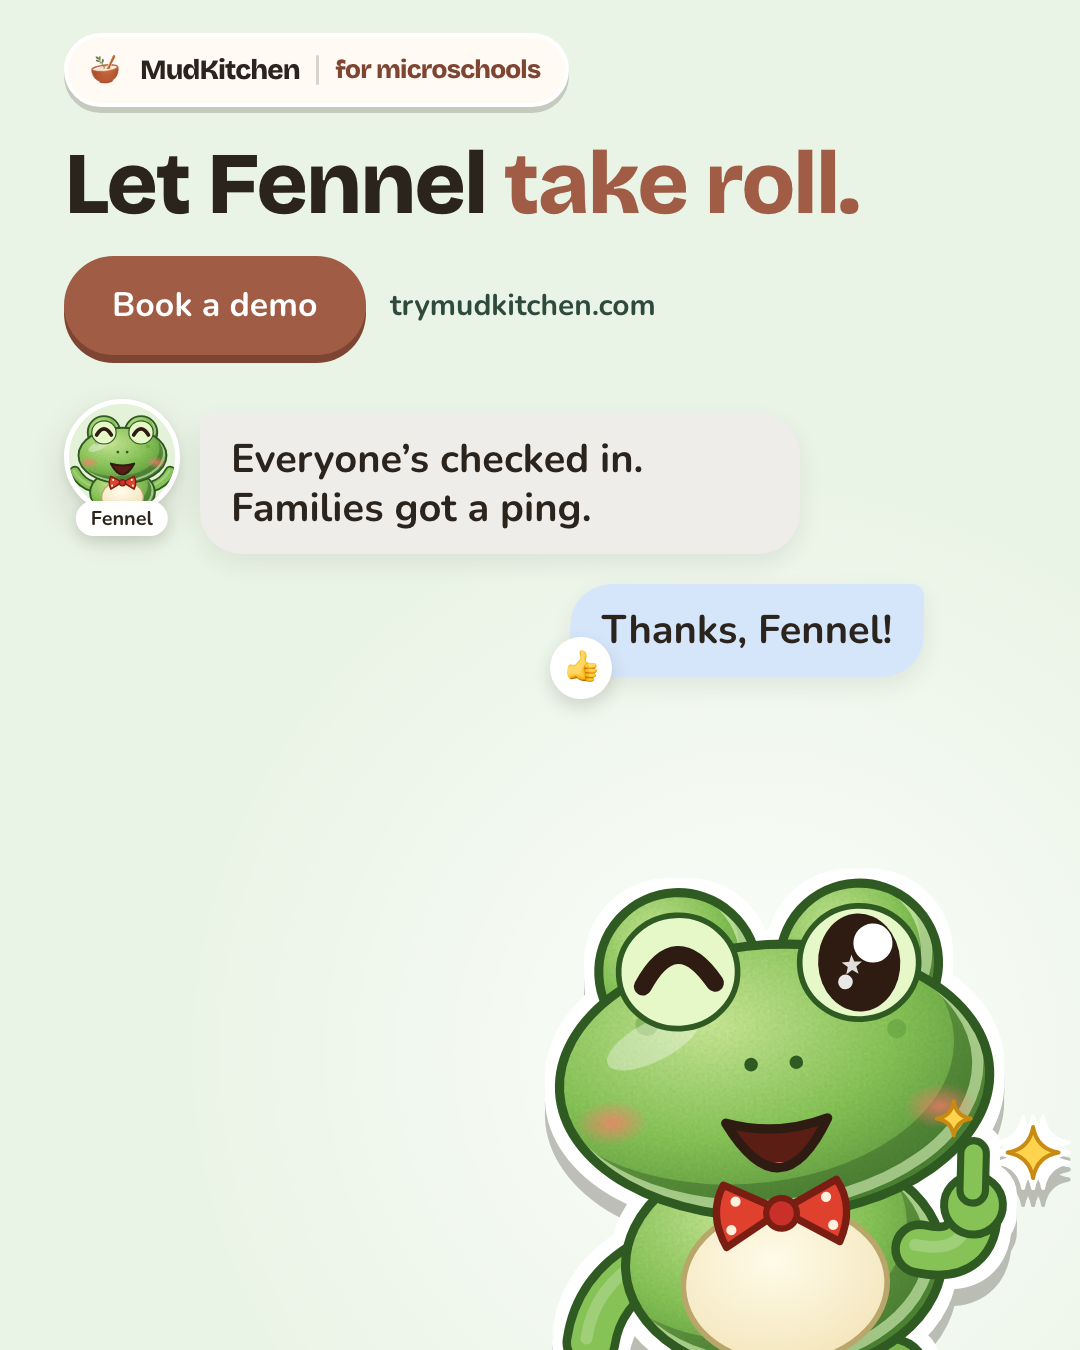 MudKitchen | for microschools
Let Fennel take roll.
Book a demo
trymudkitchen.com
Everyone’s checked in.
Families got a ping.
Fennel
Thanks, Fennel!